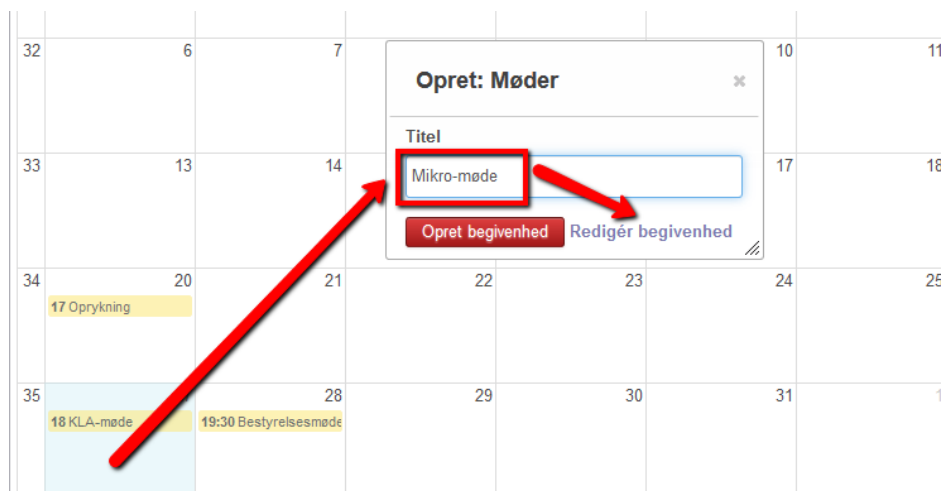 32 6 7 10 11
Opret: Møder ×
Titel
33 13 14 17 18
Mikro-møde
Opret begivenhed Redigér begivenhed
34 20 21 22 23 24 25
17 Oprykning
35 28 29 30 31 1
18 KLA-møde 19:30 Bestyrelsesmøde